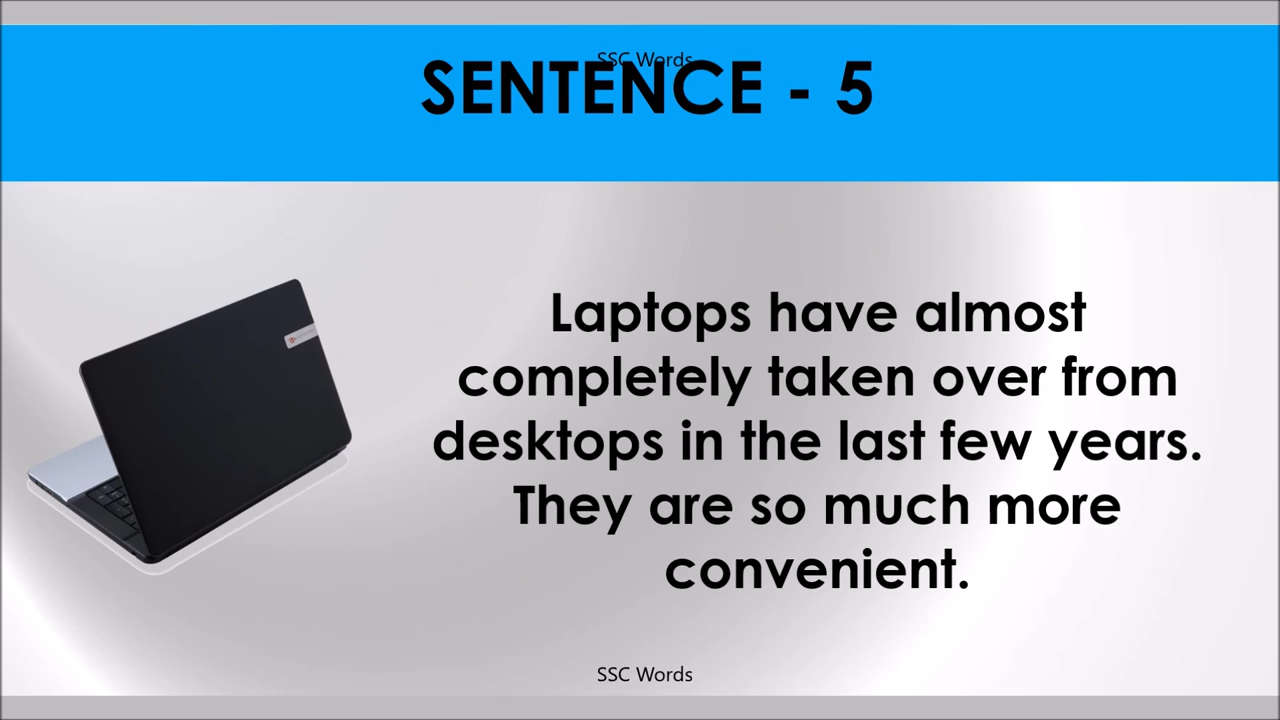 SSC Words
SENTENCE - 5
Laptops have almost
completely taken over from
desktops in the last few years.
They are so much more
convenient.
SSC Words